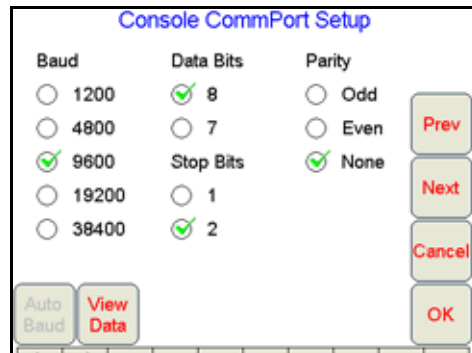 Console CommPort Setup
Baud
Data Bits
Parity
1200
8
Odd
4800
7
Even
9600
Stop Bits
None
19200
1
38400
2
Prev
Next
Cancel
OK
Auto
Baud
View
Data